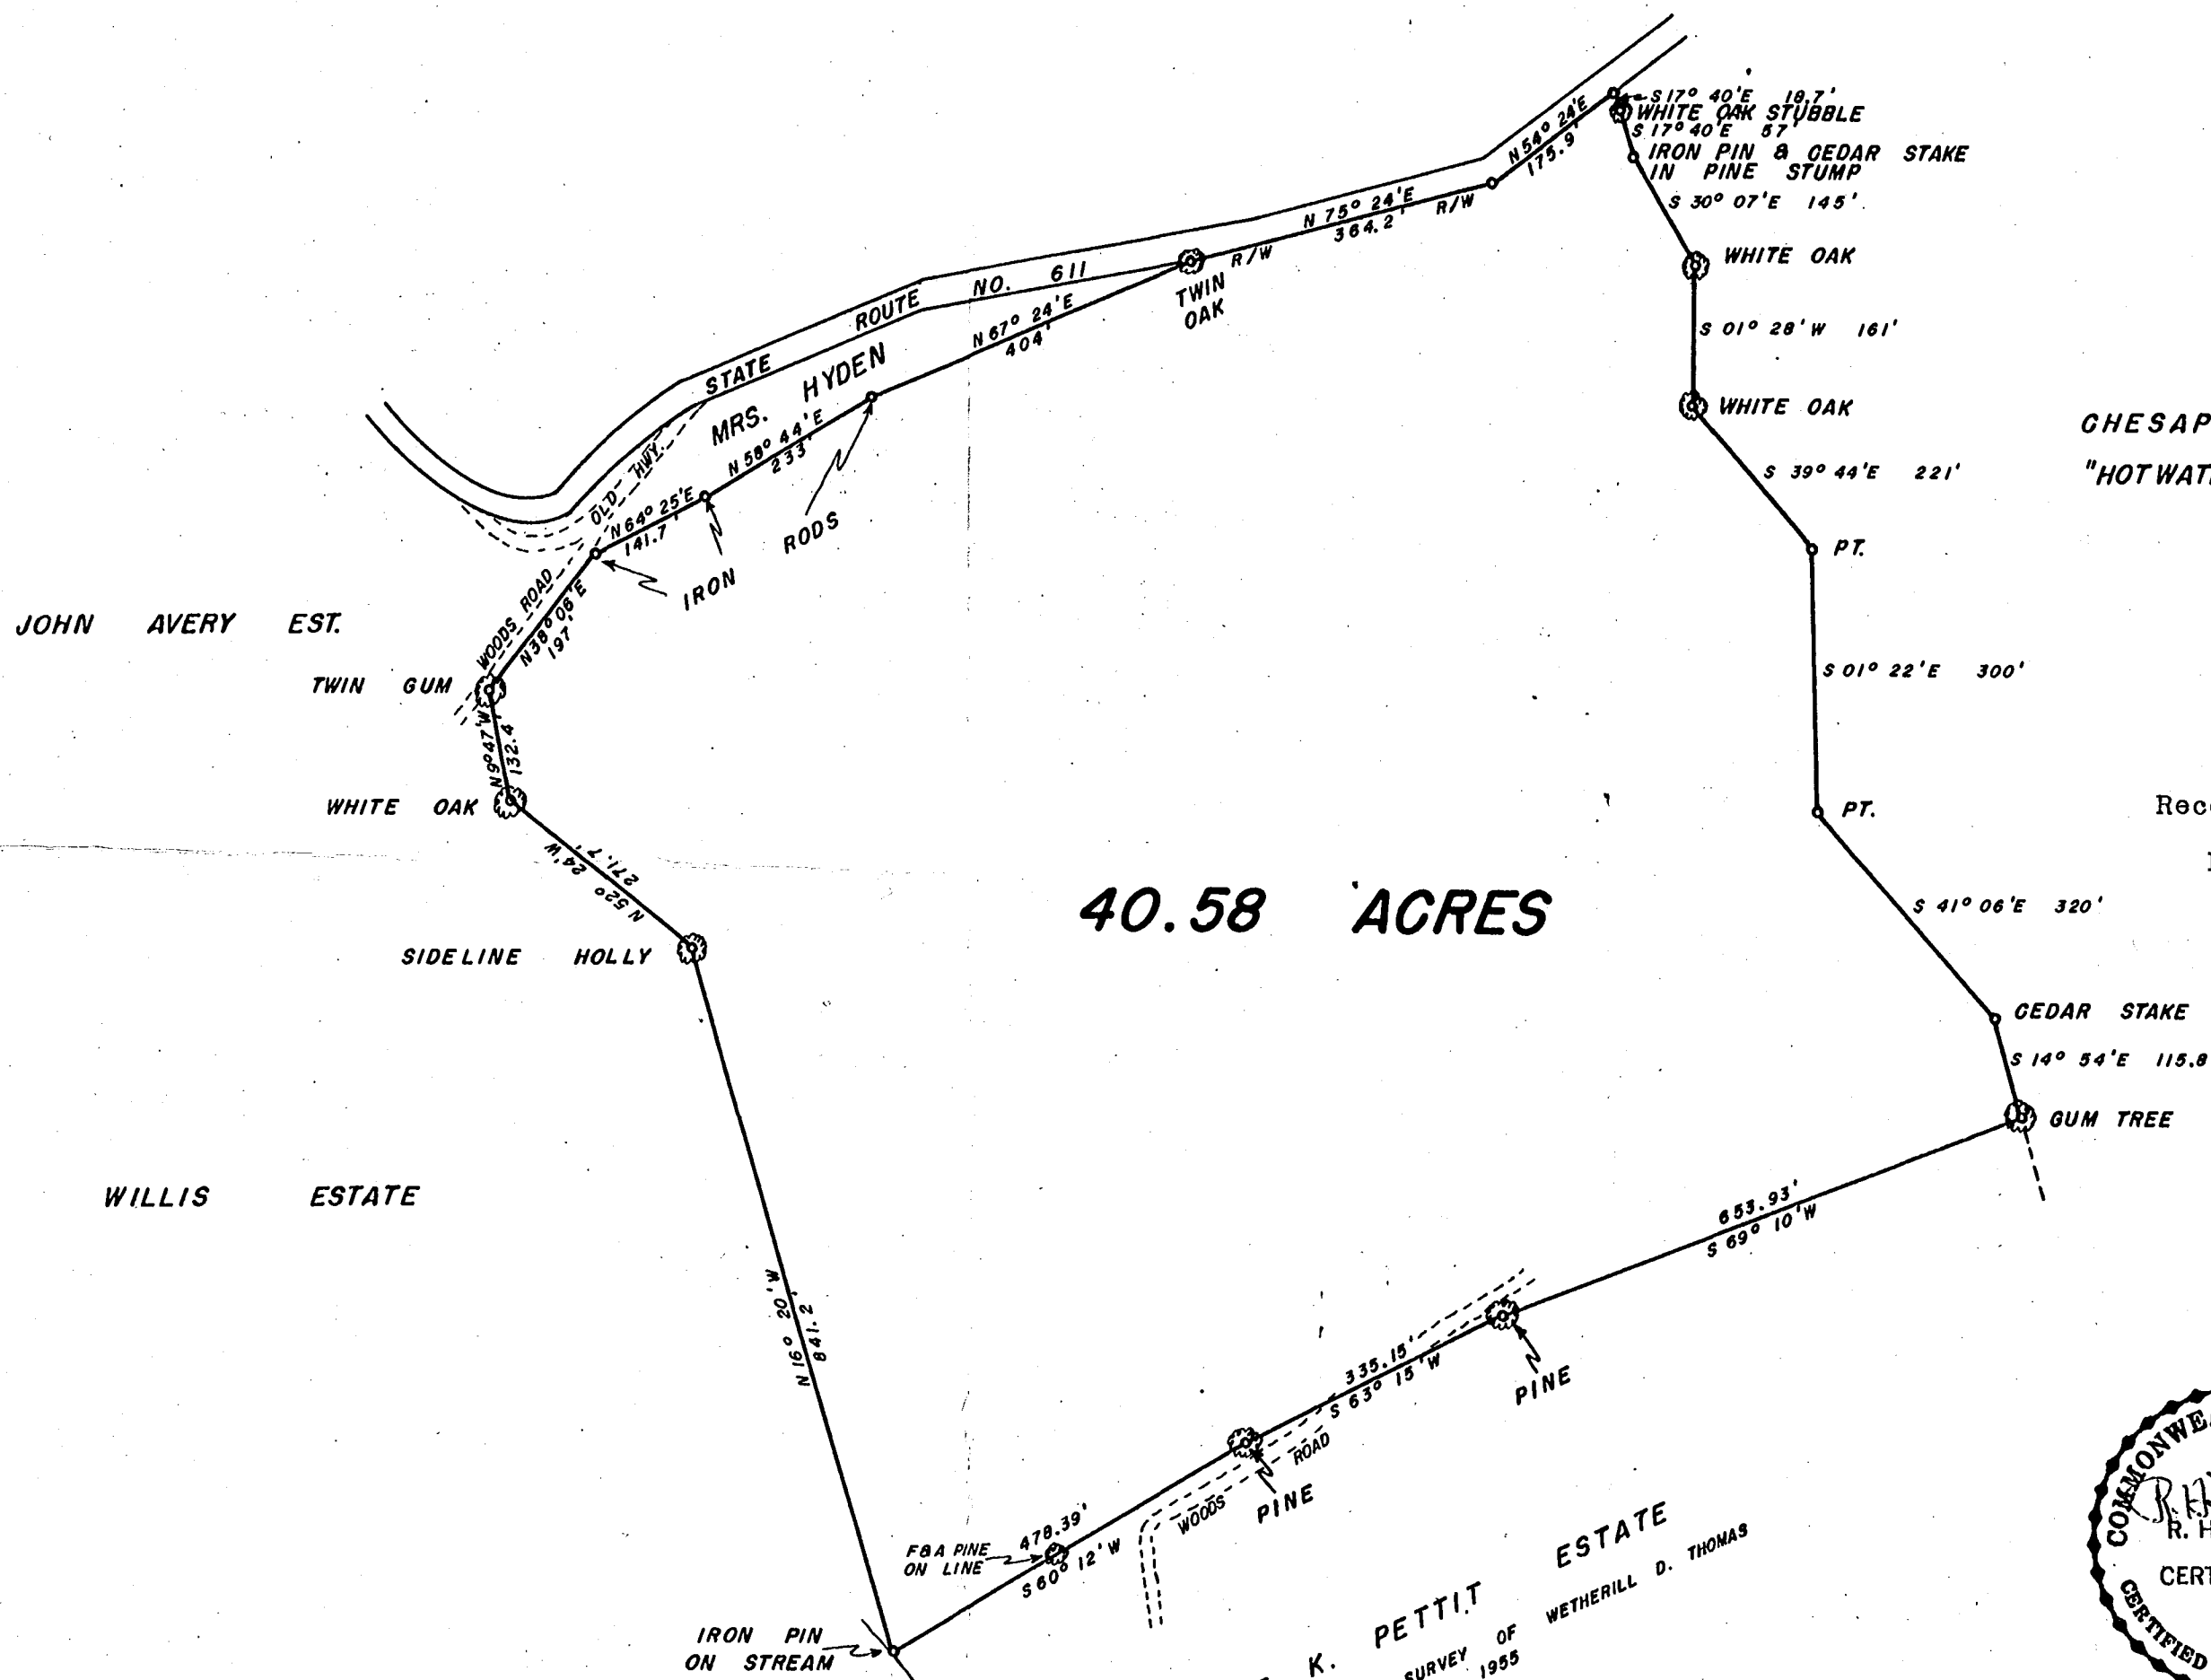 S 17° 40'E 18.7'
WHITE OAK STUBBLE
S 17° 40'E 57'
IRON PIN & CEDAR STAKE
IN PINE STUMP
S 30° 07'E 145'
N 54° 24'E
175.9'
N 75° 24'E R/W
364.2'
R/W
TWIN
OAK
WHITE OAK
STATE ROUTE NO. 611
N 67° 24'E
404'
MRS. HYDEN
S 01° 28'W 161'
WHITE OAK
N 58° 44'E
233'
OLD HWY.
S 39° 44'E 221'
"HOT
N 64° 25'E
141.7'
RODS
IRON
PT.
WOODS ROAD
N 38° 06'E
197'
JOHN AVERY EST.
TWIN GUM
S 01° 22'E 300'
N 9° 47'W
132.4'
WHITE OAK
PT.
271.7'
N 52° 24'W
40.58 ACRES
S 41° 06'E 320'
SIDELINE HOLLY
CEDAR STAKE
S 14° 54'E 115.8
GUM TREE
WILLIS ESTATE
653.93'
S 69° 10'W
N 16° 20'W
841.2'
335.15'
S 63° 15'W
PINE
WOODS ROAD
PINE
478.39'
S 60° 12'W
F&A PINE
ON LINE
IRON PIN
ON STREAM
K. PETTIT ESTATE
SURVEY OF WETHERILL D. THOMAS
1955
R. H
CERTIFIED